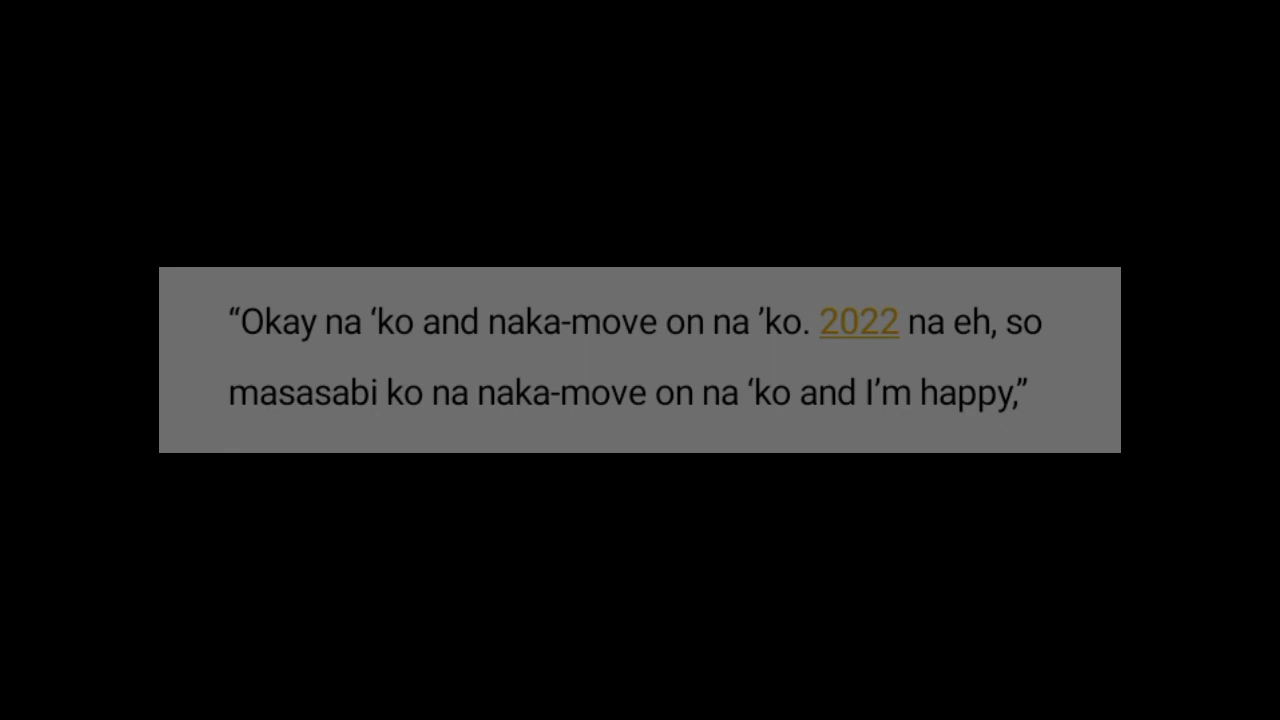 “Okay na ‘ko and naka-move on na ’ko. 2022 na eh, so
masasabi ko na naka-move on na ‘ko and I’m happy,”